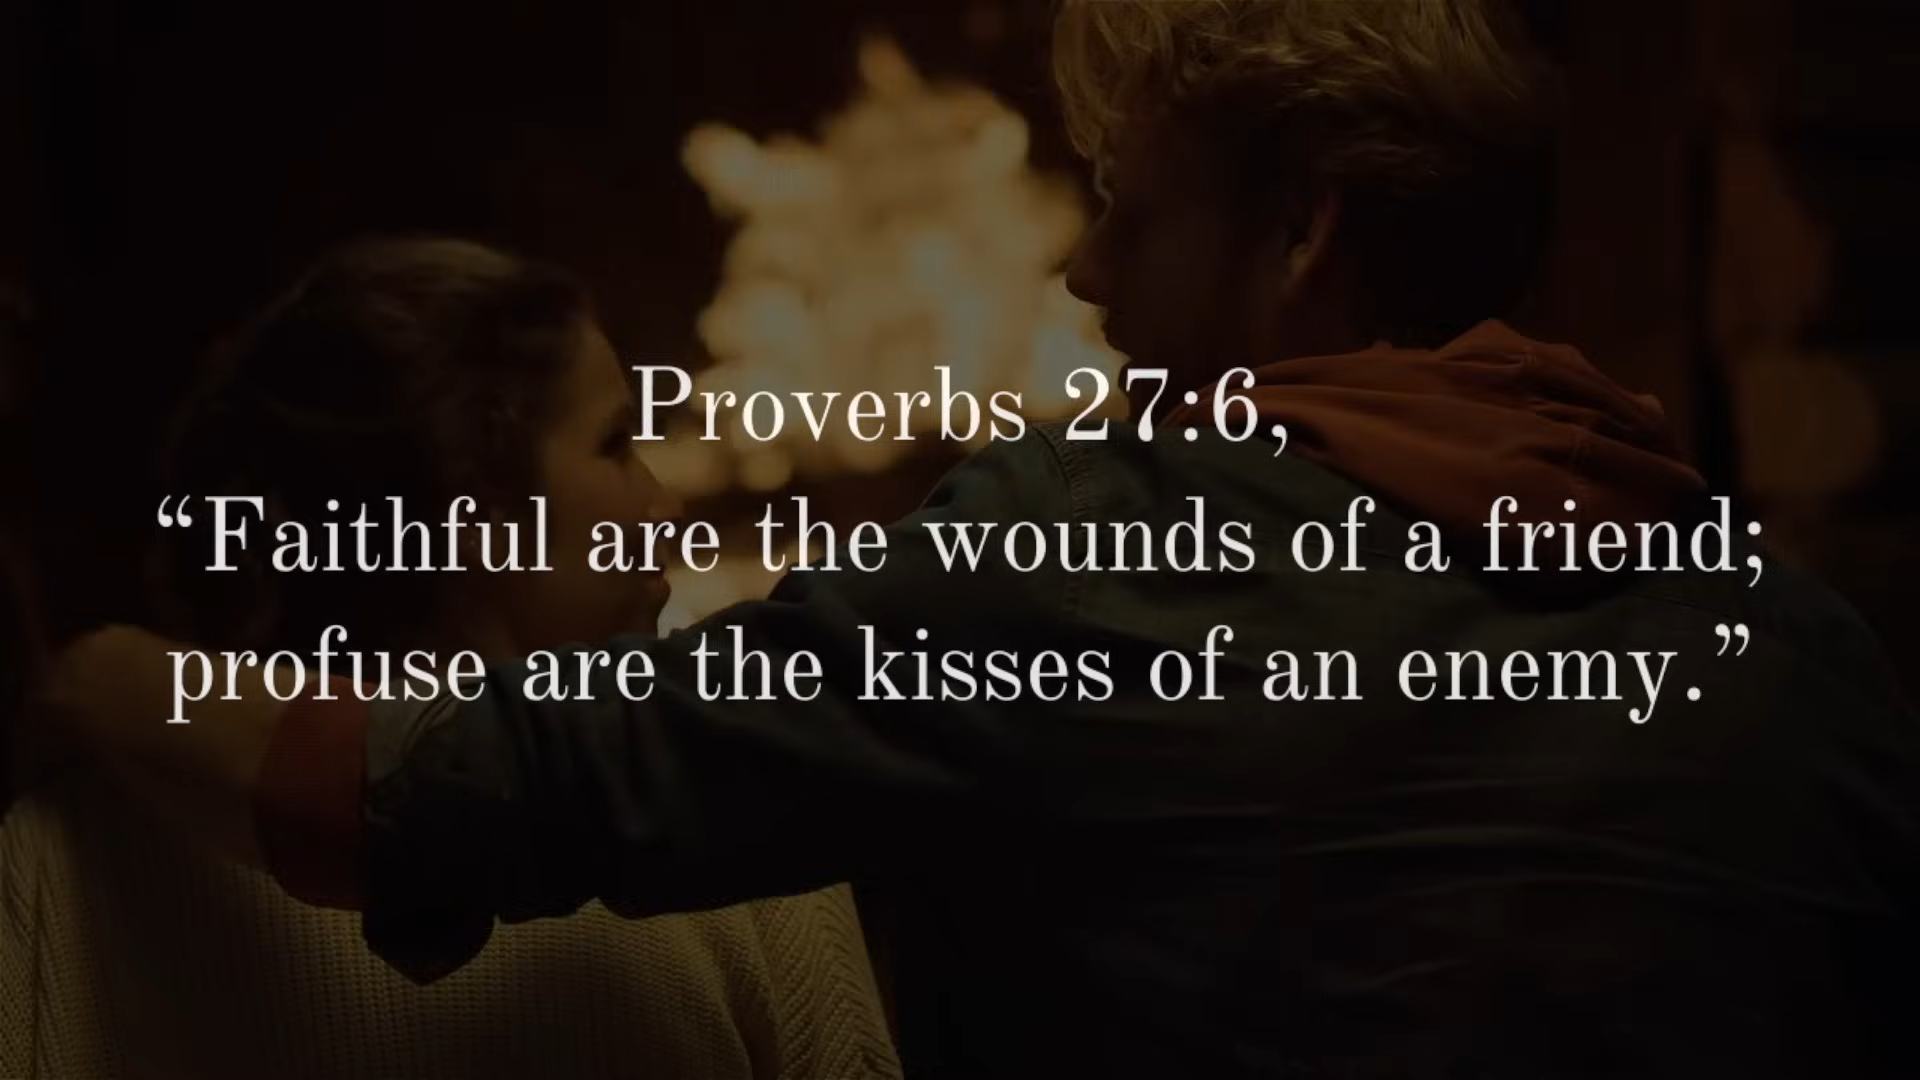 Proverbs 27:6,
“Faithful are the wounds of a friend;
profuse are the kisses of an enemy.”